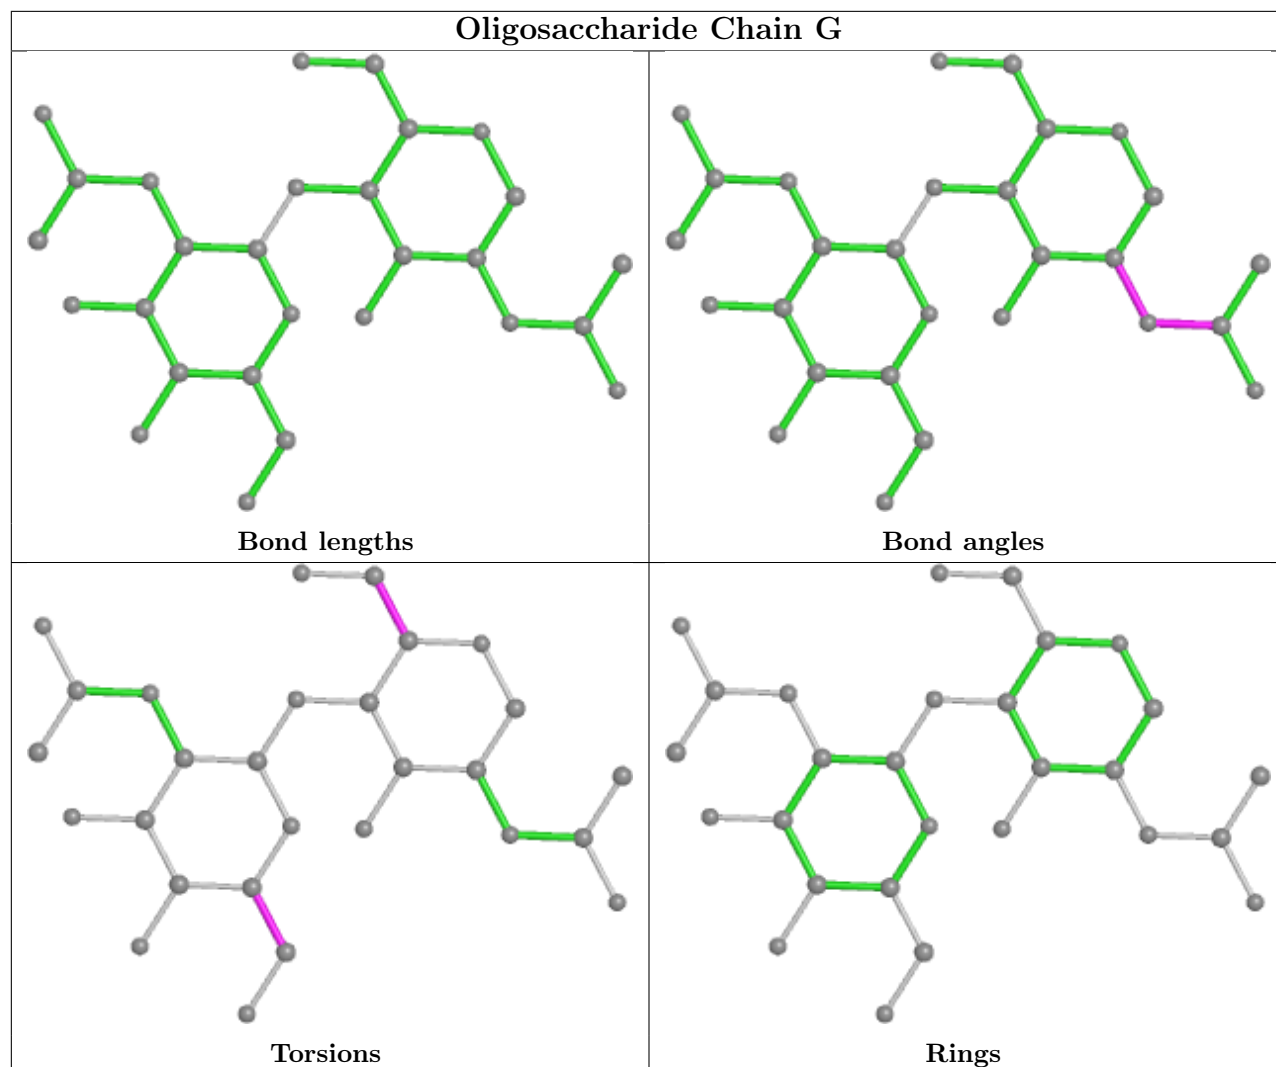 Oligosaccharide Chain G
Bond lengths
Bond angles
Torsions
Rings